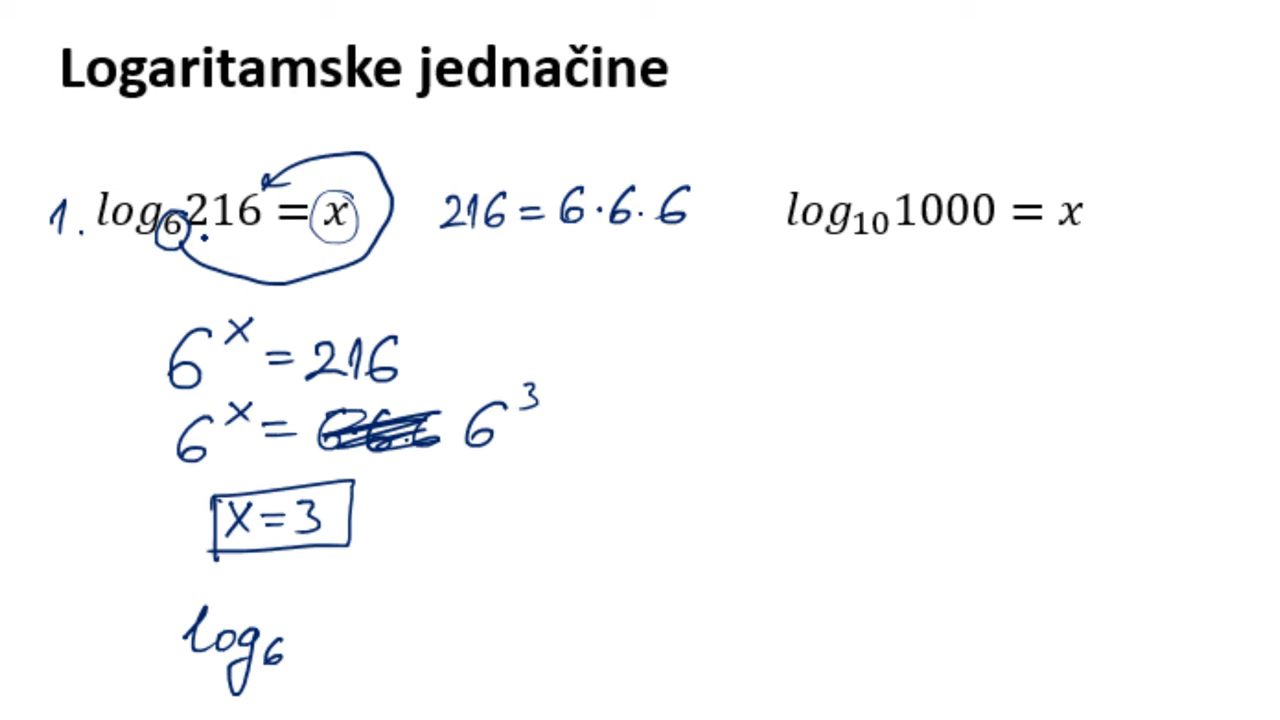 Logaritamske jednačine
1. log₆216 = x 216 = 6·6·6 log₁₀1000 = x
6ˣ = 216
6ˣ = 6³
x = 3
log₆